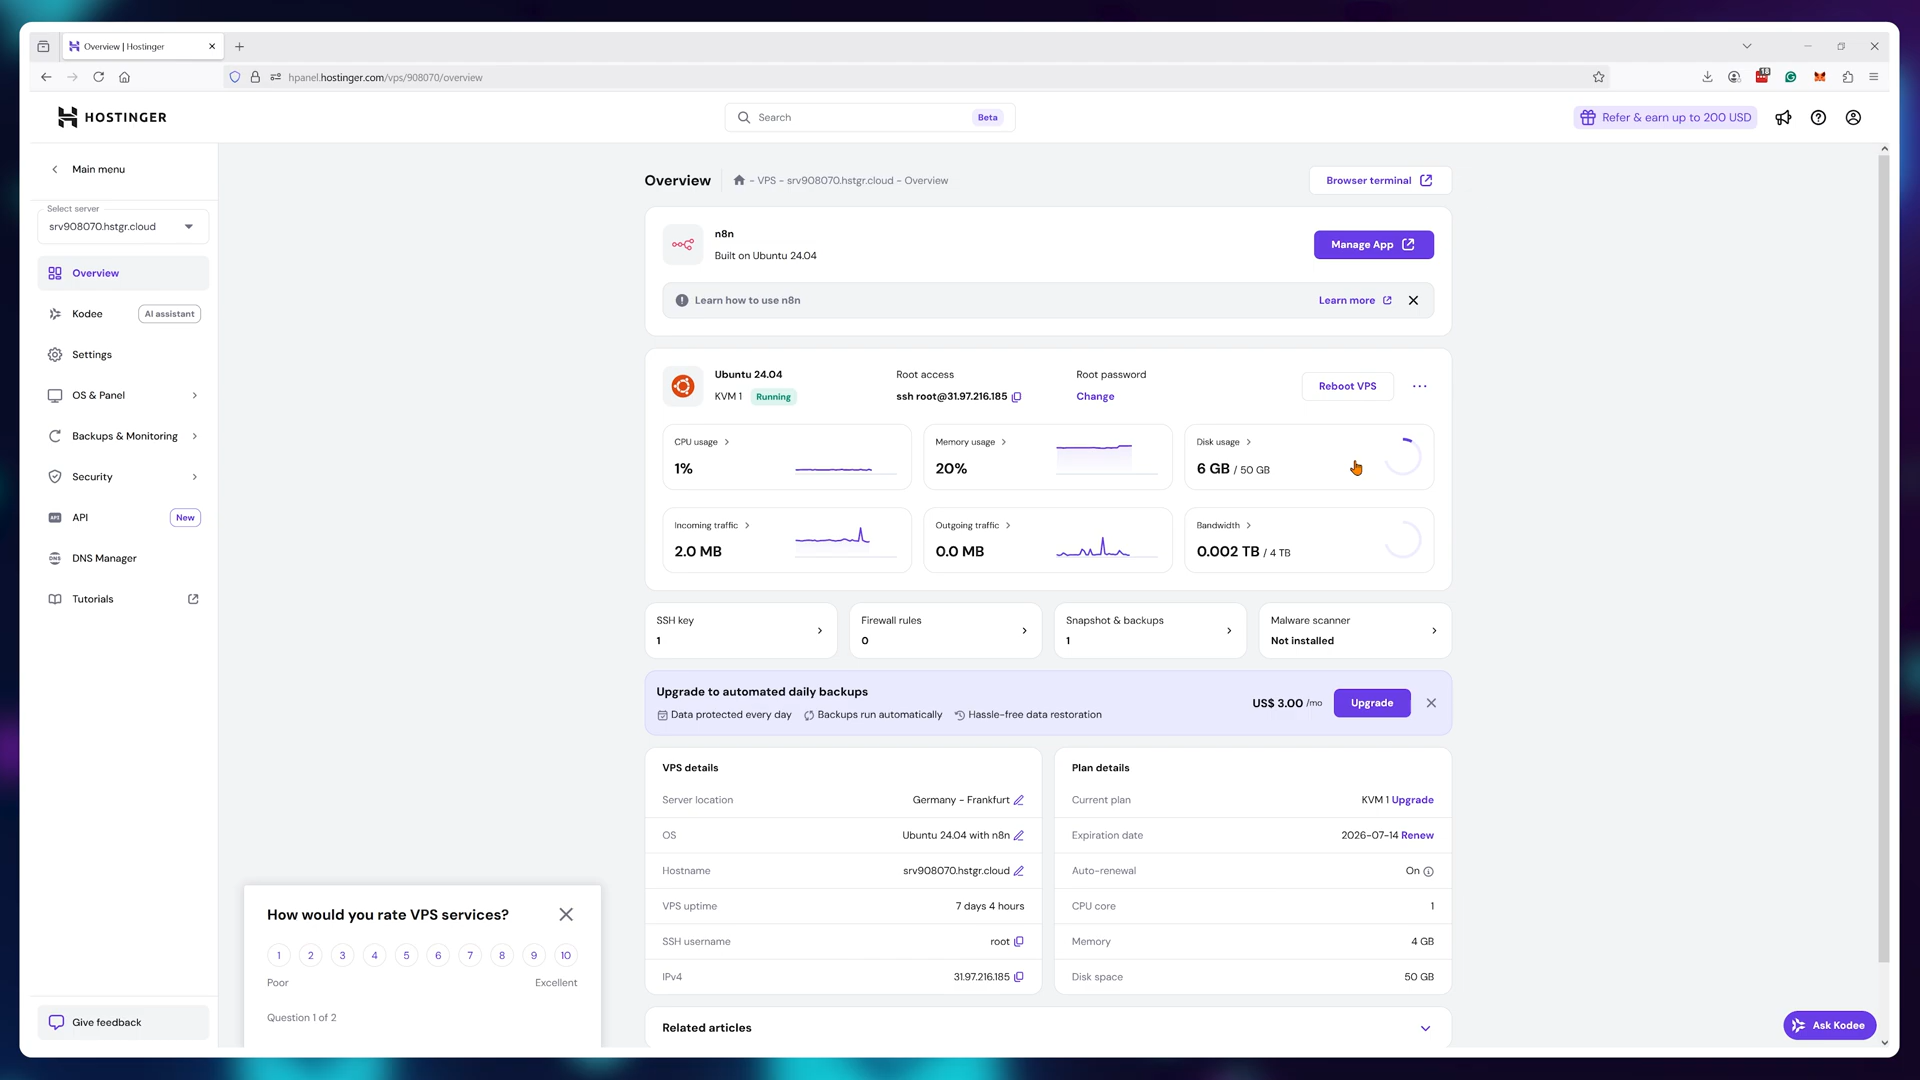 Overview | Hostinger
hpanel.hostinger.com/vps/908070/overview
18
HOSTINGER
Search
Beta
Refer & earn up to 200 USD
Main menu
Select server
srv908070.hstgr.cloud
Overview
Kodee
AI assistant
Settings
OS & Panel
Backups & Monitoring
Security
API
New
DNS Manager
Tutorials
Give feedback
Overview
- VPS - srv908070.hstgr.cloud - Overview
Browser terminal
n8n
Built on Ubuntu 24.04
Manage App
Learn how to use n8n
Learn more
Ubuntu 24.04
KVM 1
Running
Root access
ssh root@31.97.216.185
Root password
Change
Reboot VPS
CPU usage
1%
Memory usage
20%
Disk usage
6 GB / 50 GB
Incoming traffic
2.0 MB
Outgoing traffic
0.0 MB
Bandwidth
0.002 TB / 4 TB
SSH key
1
Firewall rules
0
Snapshot & backups
1
Malware scanner
Not installed
Upgrade to automated daily backups
Data protected every day
Backups run automatically
Hassle-free data restoration
US$ 3.00 /mo
Upgrade
VPS details
Server location
Germany - Frankfurt
OS
Ubuntu 24.04 with n8n
Hostname
srv908070.hstgr.cloud
VPS uptime
7 days 4 hours
SSH username
root
IPv4
31.97.216.185
Plan details
Current plan
KVM 1 Upgrade
Expiration date
2026-07-14 Renew
Auto-renewal
On
CPU core
1
Memory
4 GB
Disk space
50 GB
Related articles
How would you rate VPS services?
1 2 3 4 5 6 7 8 9 10
Poor
Excellent
Question 1 of 2
Ask Kodee